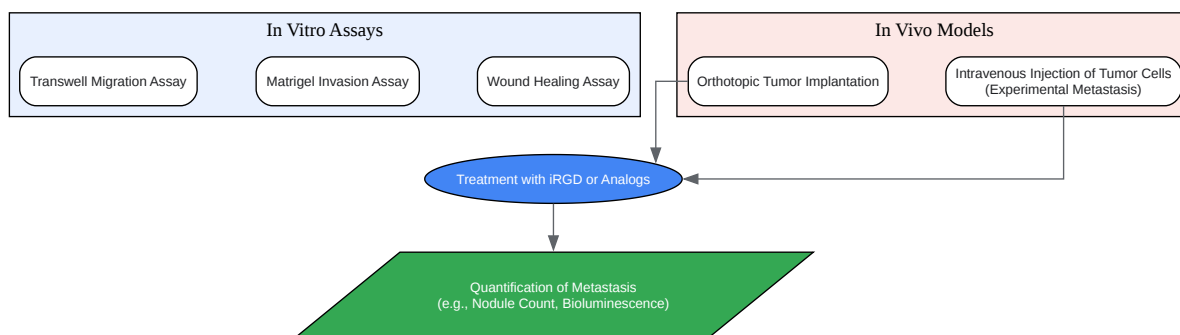 In Vitro Assays
In Vivo Models
Transwell Migration Assay
Matrigel Invasion Assay
Wound Healing Assay
Orthotopic Tumor Implantation
Intravenous Injection of Tumor Cells
(Experimental Metastasis)
Treatment with iRGD or Analogs
Quantification of Metastasis
(e.g., Nodule Count, Bioluminescence)